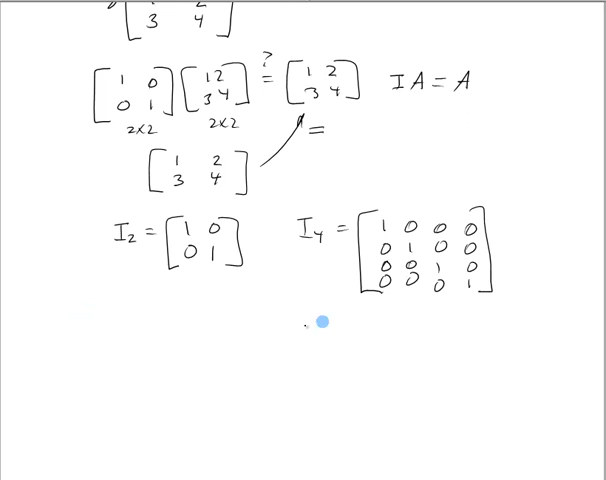 3 4
[1 0 0 1] [1 2 3 4] ?= [1 2 3 4] IA = A
2x2 2x2 =
[1 2
3 4]
I2 = [1 0 0 1] I4 = [1 0 0 0
0 1 0 0
0 0 1 0
0 0 0 1]